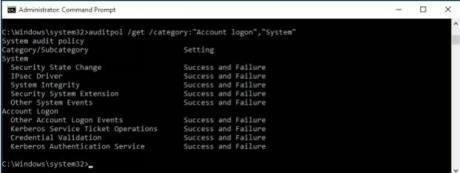 Administrator: Command Prompt
C:\Windows\system32>auditpol /get /category:"Account logon","System"
System audit policy
Category/Subcategory                      Setting
System
  Security State Change                   Success and Failure
  IPsec Driver                            Success and Failure
  System Integrity                        Success and Failure
  Security System Extension               Success and Failure
  Other System Events                     Success and Failure
Account Logon
  Other Account Logon Events              Success and Failure
  Kerberos Service Ticket Operations      Success and Failure
  Credential Validation                   Success and Failure
  Kerberos Authentication Service         Success and Failure
C:\Windows\system32>_